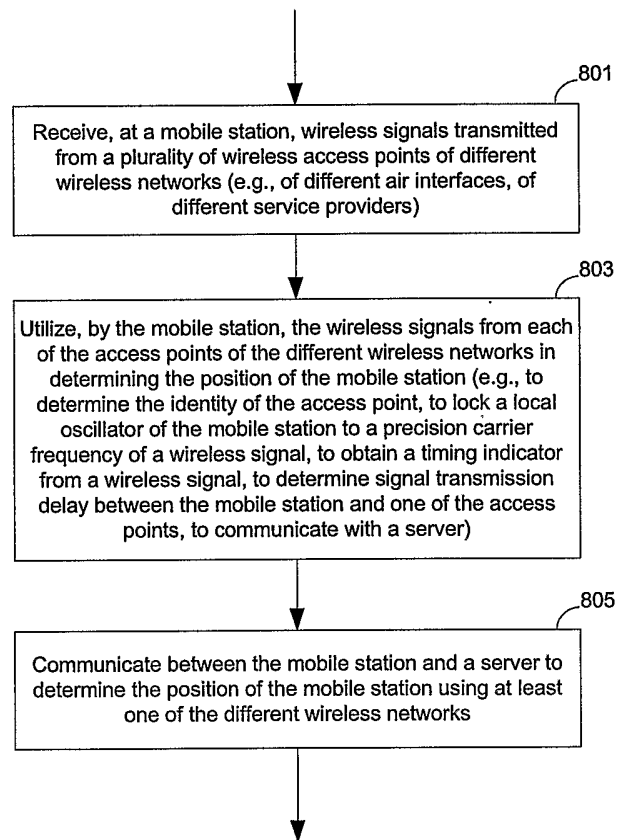 801
Receive, at a mobile station, wireless signals transmitted
from a plurality of wireless access points of different
wireless networks (e.g., of different air interfaces, of
different service providers)
803
Utilize, by the mobile station, the wireless signals from each
of the access points of the different wireless networks in
determining the position of the mobile station (e.g., to
determine the identity of the access point, to lock a local
oscillator of the mobile station to a precision carrier
frequency of a wireless signal, to obtain a timing indicator
from a wireless signal, to determine signal transmission
delay between the mobile station and one of the access
points, to communicate with a server)
805
Communicate between the mobile station and a server to
determine the position of the mobile station using at least
one of the different wireless networks